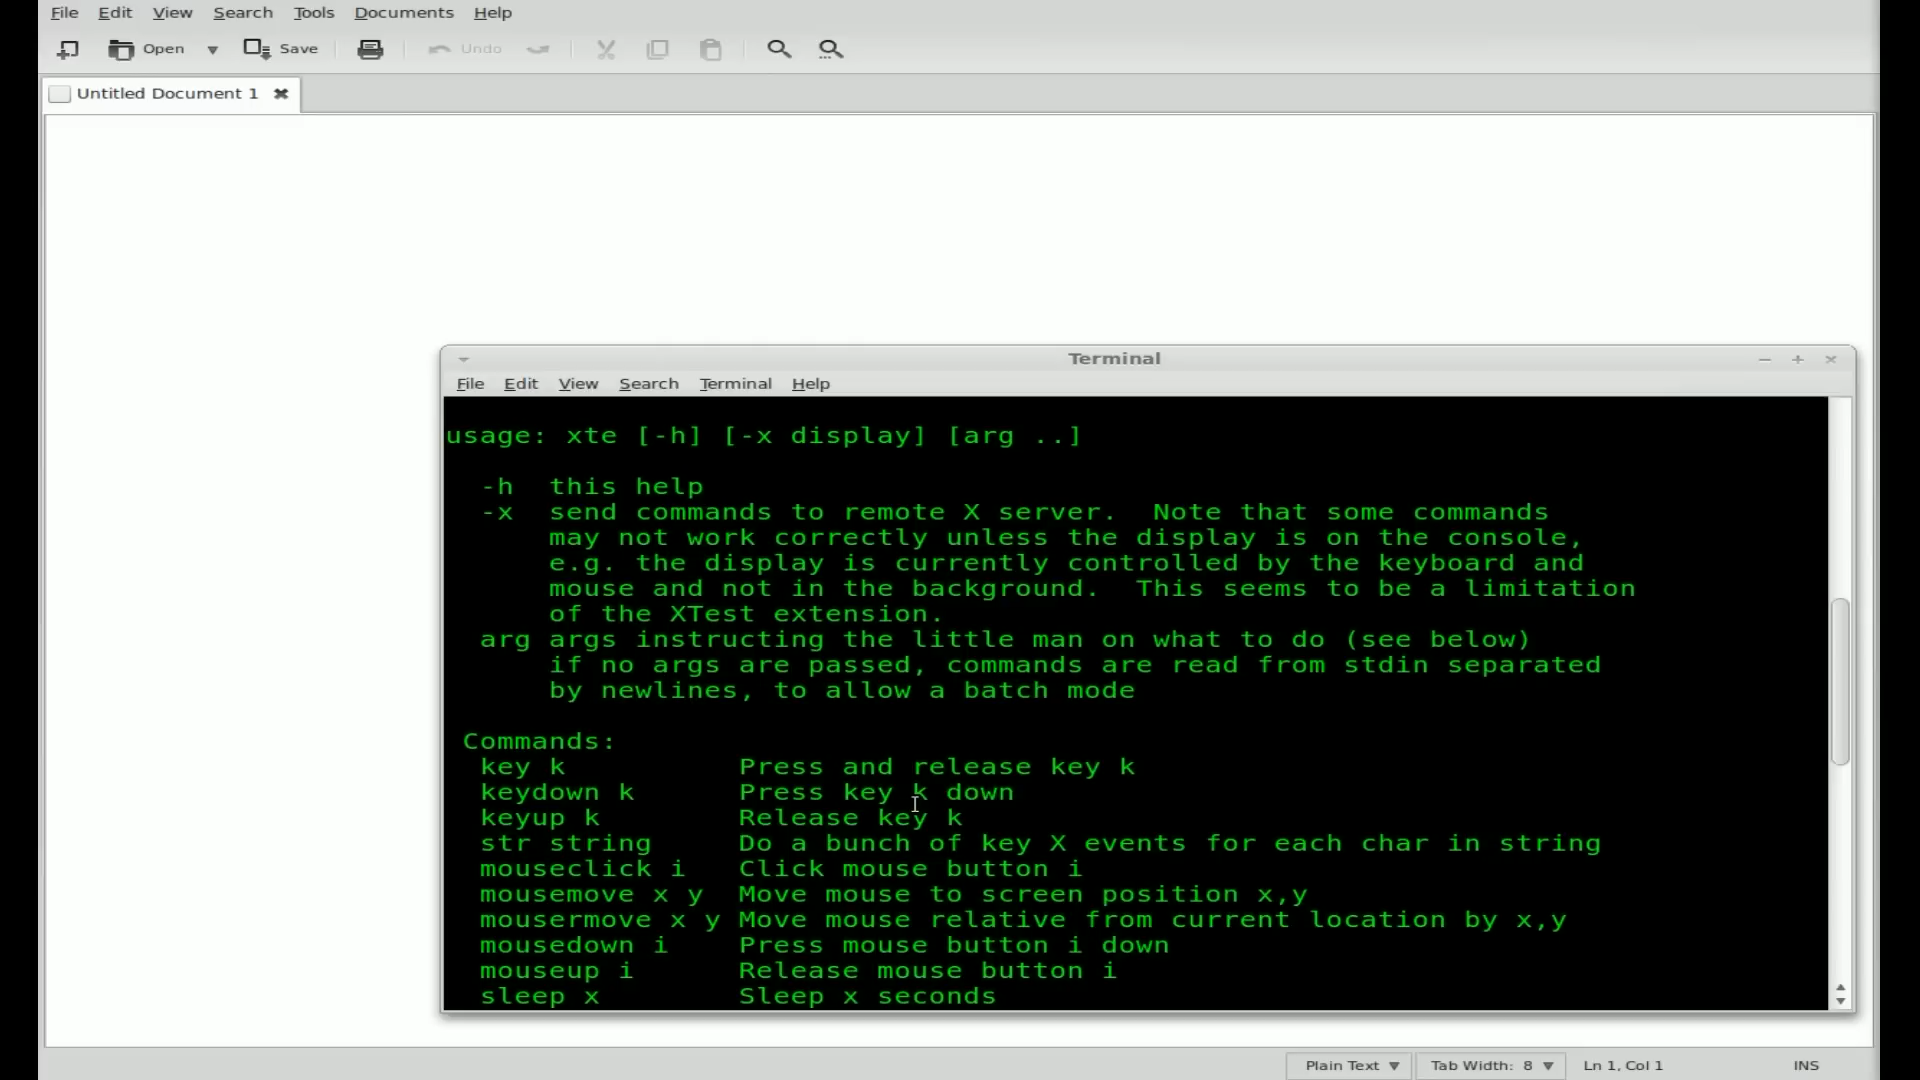 File Edit View Search Tools Documents Help
Open Save Undo
Untitled Document 1
Terminal
File Edit View Search Terminal Help
usage: xte [-h] [-x display] [arg ..]
-h this help
-x send commands to remote X server. Note that some commands
may not work correctly unless the display is on the console,
e.g. the display is currently controlled by the keyboard and
mouse and not in the background. This seems to be a limitation
of the XTest extension.
arg args instructing the little man on what to do (see below)
if no args are passed, commands are read from stdin separated
by newlines, to allow a batch mode
Commands:
key k Press and release key k
keydown k Press key k down
keyup k Release key k
str string Do a bunch of key X events for each char in string
mouseclick i Click mouse button i
mousemove x y Move mouse to screen position x,y
mousermove x y Move mouse relative from current location by x,y
mousedown i Press mouse button i down
mouseup i Release mouse button i
sleep x Sleep x seconds
Plain Text Tab Width: 8 Ln 1, Col 1 INS